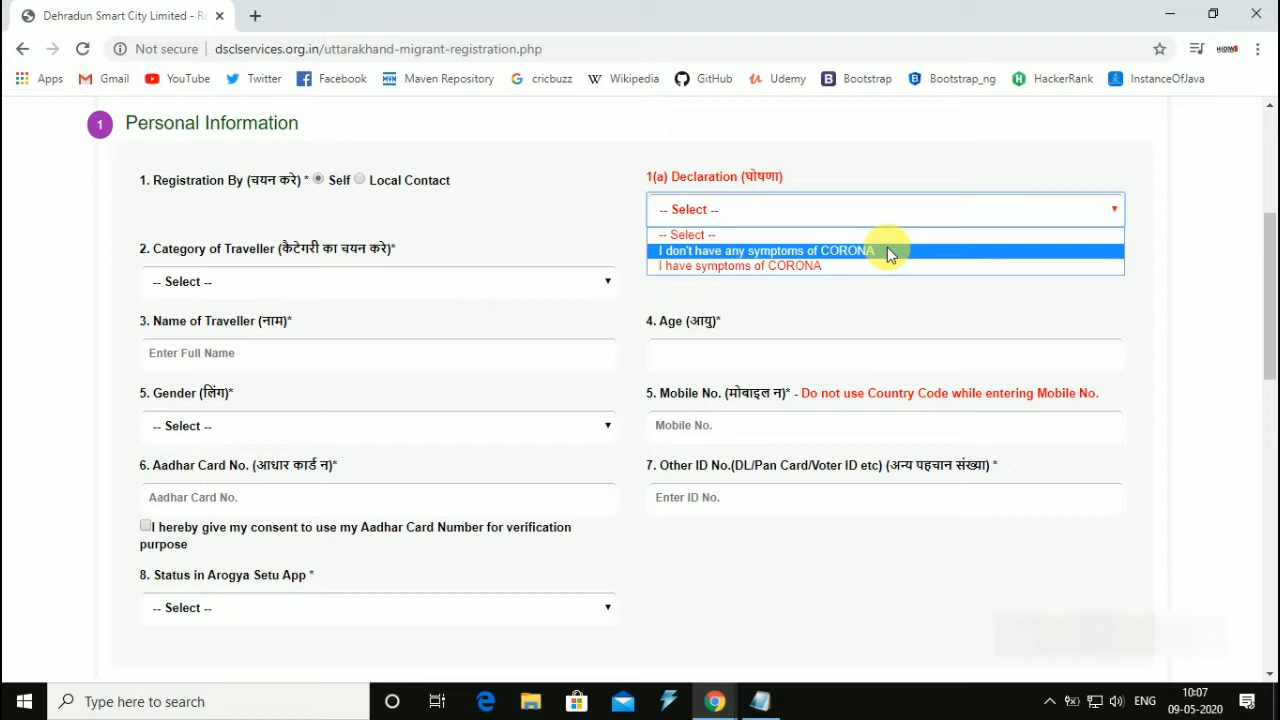 Dehradun Smart City Limited - R
Not secure | dsclservices.org.in/uttarakhand-migrant-registration.php
Apps Gmail YouTube Twitter Facebook Maven Repository cricbuzz Wikipedia GitHub Udemy Bootstrap Bootstrap_ng HackerRank InstanceOfJava
1 Personal Information
1. Registration By (चयन करे) * Self Local Contact
1(a) Declaration (घोषणा)
-- Select --
-- Select --
I don't have any symptoms of CORONA
I have symptoms of CORONA
2. Category of Traveller (कैटेगरी का चयन करे)*
-- Select --
3. Name of Traveller (नाम)*
Enter Full Name
4. Age (आयु)*
5. Gender (लिंग)*
-- Select --
5. Mobile No. (मोबाइल न)* - Do not use Country Code while entering Mobile No.
Mobile No.
6. Aadhar Card No. (आधार कार्ड न)*
Aadhar Card No.
7. Other ID No.(DL/Pan Card/Voter ID etc) (अन्य पहचान संख्या) *
Enter ID No.
I hereby give my consent to use my Aadhar Card Number for verification
purpose
8. Status in Arogya Setu App *
-- Select --
Type here to search
ENG
10:07
09-05-2020